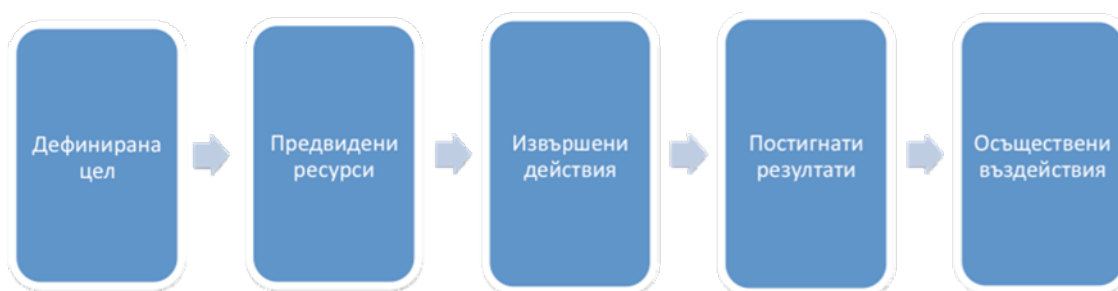 Дефинирана
цел
Предвидени
ресурси
Извършени
действия
Постигнати
резултати
Осъществени
въздействия